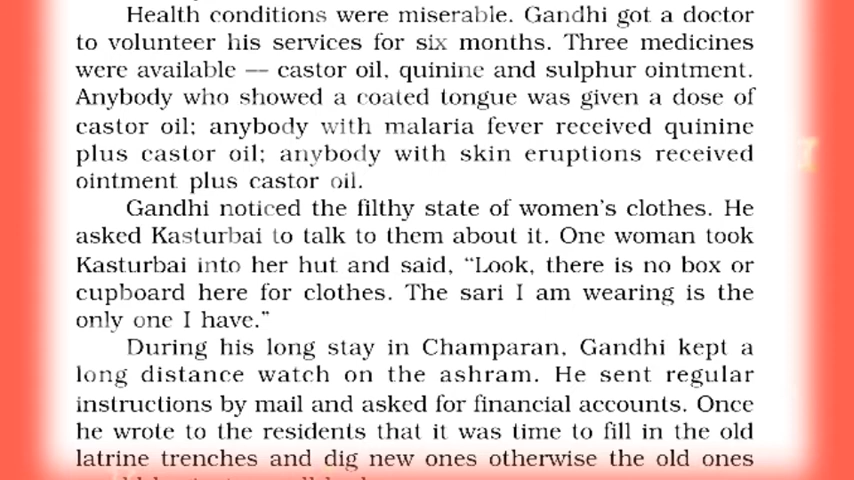 Health conditions were miserable. Gandhi got a doctor
to volunteer his services for six months. Three medicines
were available — castor oil, quinine and sulphur ointment.
Anybody who showed a coated tongue was given a dose of
castor oil; anybody with malaria fever received quinine
plus castor oil; anybody with skin eruptions received
ointment plus castor oil.
Gandhi noticed the filthy state of women's clothes. He
asked Kasturbai to talk to them about it. One woman took
Kasturbai into her hut and said, “Look, there is no box or
cupboard here for clothes. The sari I am wearing is the
only one I have.”
During his long stay in Champaran, Gandhi kept a
long distance watch on the ashram. He sent regular
instructions by mail and asked for financial accounts. Once
he wrote to the residents that it was time to fill in the old
latrine trenches and dig new ones otherwise the old ones